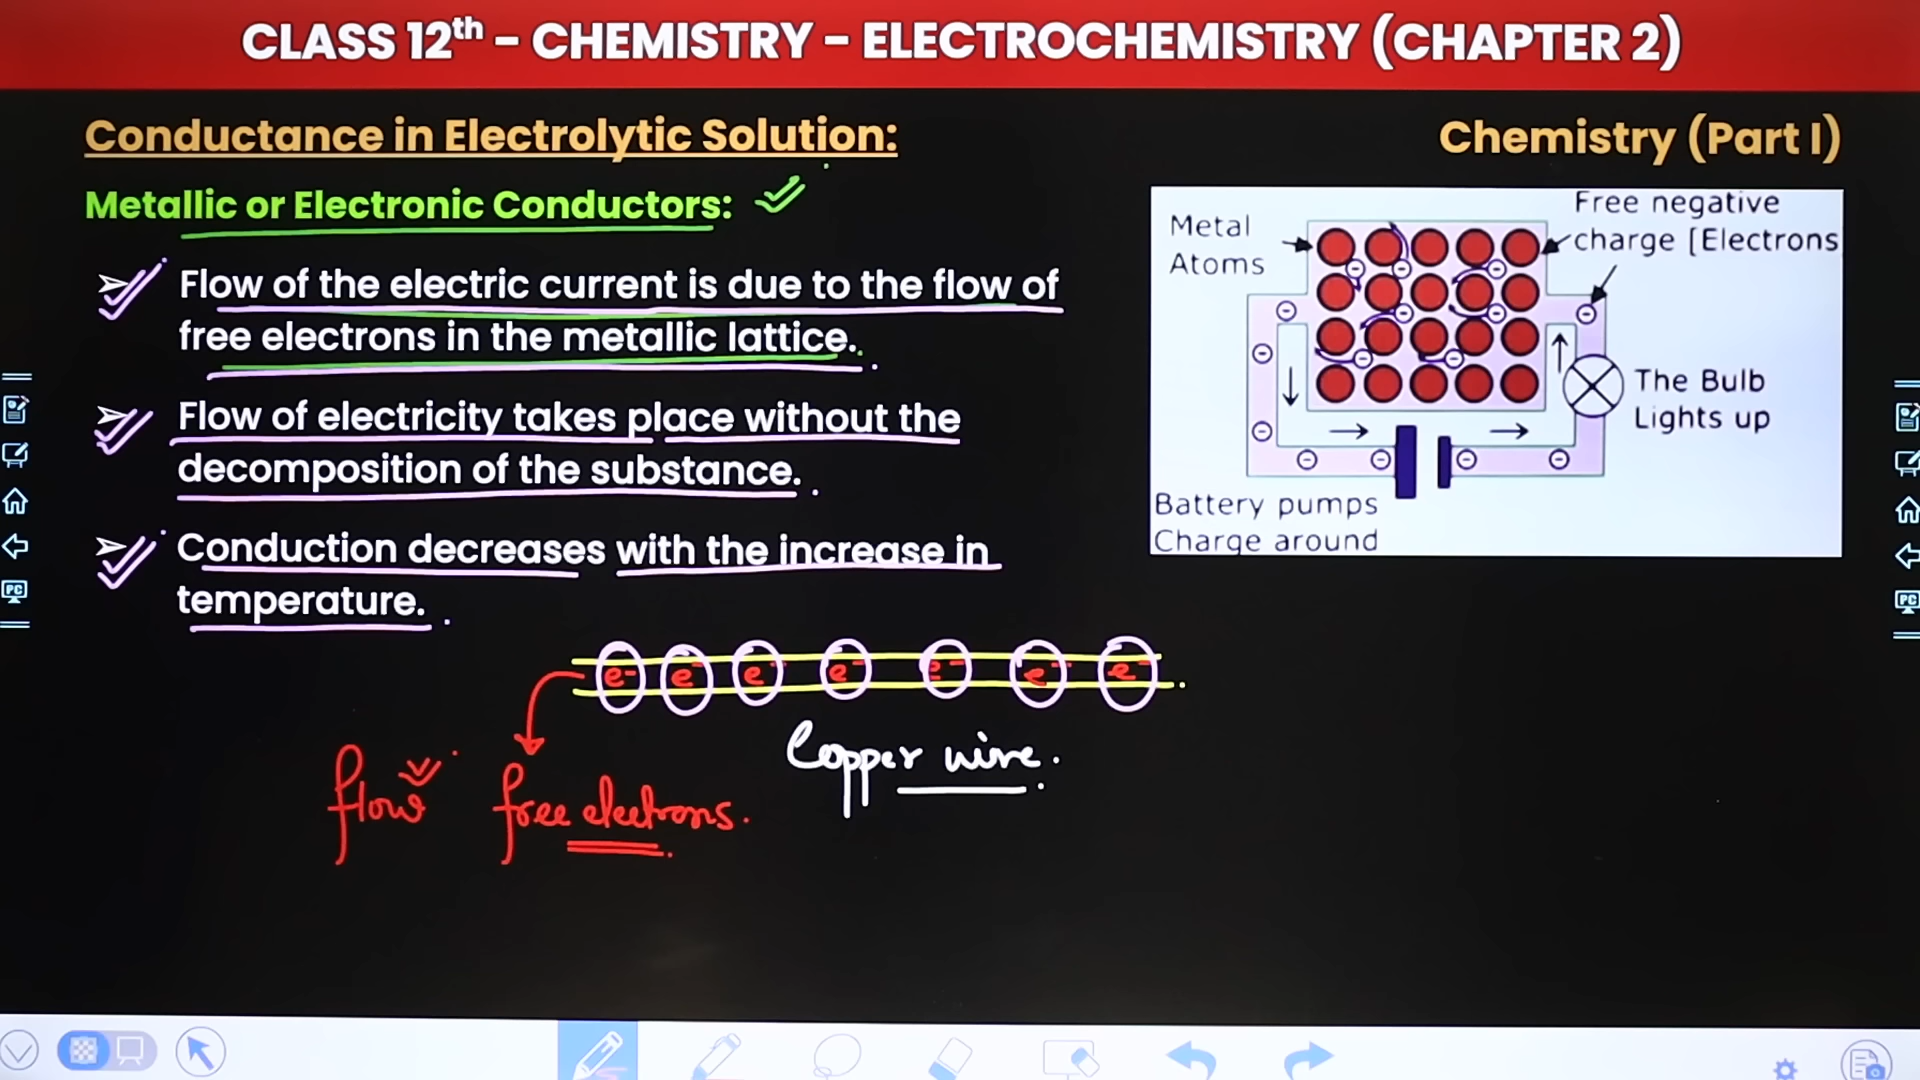 CLASS 12th - CHEMISTRY - ELECTROCHEMISTRY (CHAPTER 2)
Conductance in Electrolytic Solution:
Chemistry (Part I)
Metallic or Electronic Conductors:
➢ Flow of the electric current is due to the flow of
free electrons in the metallic lattice.
➢ Flow of electricity takes place without the
decomposition of the substance.
➢ Conduction decreases with the increase in
temperature.
Metal
Atoms
Free negative
charge [Electrons
The Bulb
Lights up
Battery pumps
Charge around
e- e- e- e- e- e- e-
Copper wire.
flow free electrons.
PC
PC